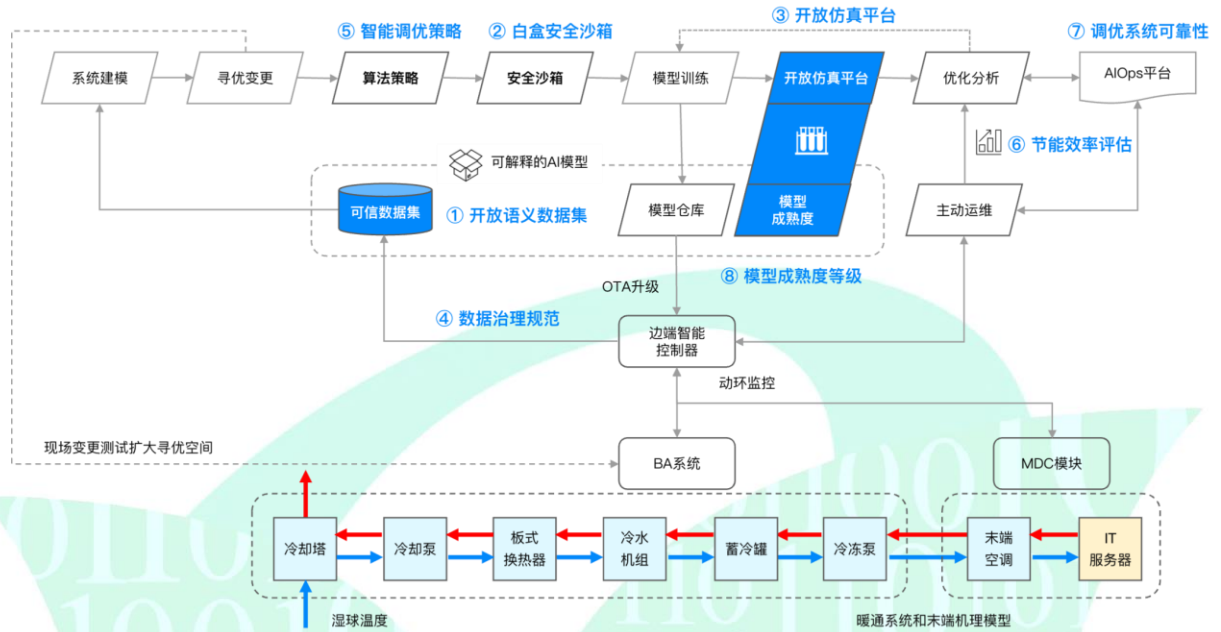 ③ 开放仿真平台
⑤ 智能调优策略
② 白盒安全沙箱
⑦ 调优系统可靠性
系统建模
寻优变更
算法策略
安全沙箱
模型训练
开放仿真平台
优化分析
AIOps平台
⑥ 节能效率评估
可解释的AI模型
可信数据集
① 开放语义数据集
模型仓库
模型
成熟度
主动运维
OTA升级
⑧ 模型成熟度等级
④ 数据治理规范
边端智能
控制器
动环监控
现场变更测试扩大寻优空间
BA系统
MDC模块
冷却塔
冷却泵
板式
换热器
冷水
机组
蓄冷罐
冷冻泵
末端
空调
IT
服务器
湿球温度
暖通系统和末端机理模型